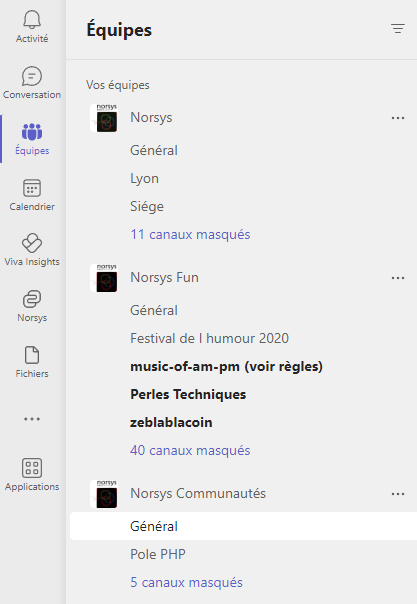 Équipes
Activité
Conversation
Équipes
Calendrier
Viva Insights
Norsys
Fichiers
Applications
Vos équipes
norsys
Norsys
Général
Lyon
Siége
11 canaux masqués
norsys
Norsys Fun
Général
Festival de l humour 2020
music-of-am-pm (voir règles)
Perles Techniques
zeblablacoin
40 canaux masqués
norsys
Norsys Communautés
Général
Pole PHP
5 canaux masqués